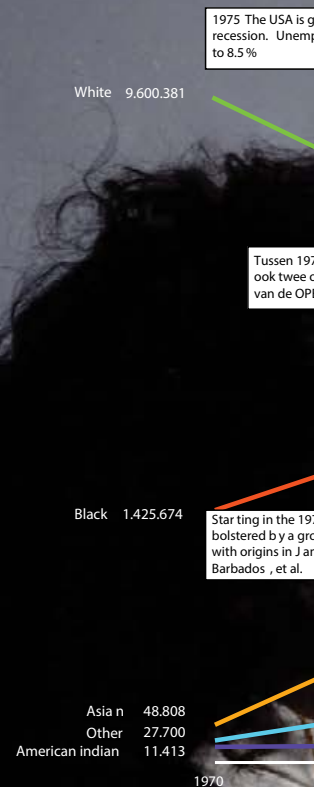 1975 The USA is g
recession. Unemp
to 8.5 %
White 9.600.381
Tussen 197
ook twee o
van de OPE
Black 1.425.674
Star ting in the 197
bolstered b y a gro
with origins in J am
Barbados , et al.
Asia n 48.808
Other 27.700
American indian 11.413
1970